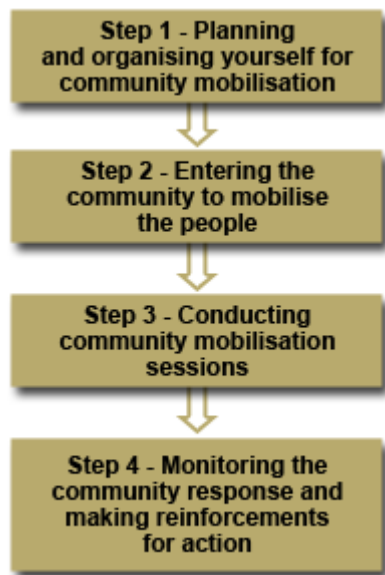 Step 1 - Planning
and organising yourself for
community mobilisation
Step 2 - Entering the
community to mobilise
the people
Step 3 - Conducting
community mobilisation
sessions
Step 4 - Monitoring the
community response and
making reinforcements
for action